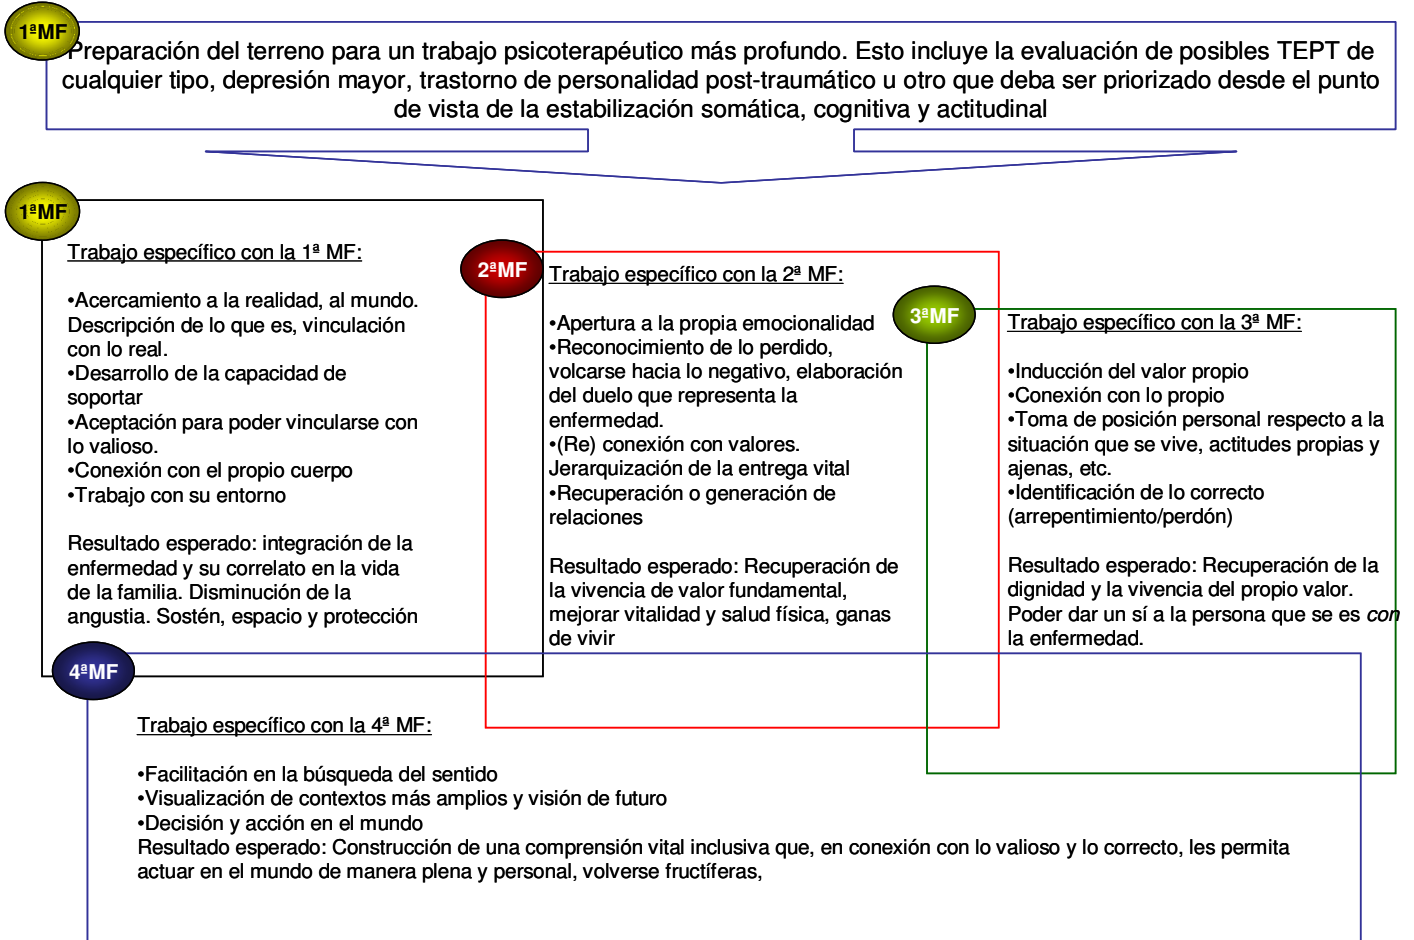 1ªMF
Preparación del terreno para un trabajo psicoterapéutico más profundo. Esto incluye la evaluación de posibles TEPT de
cualquier tipo, depresión mayor, trastorno de personalidad post-traumático u otro que deba ser priorizado desde el punto
de vista de la estabilización somática, cognitiva y actitudinal
1ªMF
Trabajo específico con la 1ª MF:
•Acercamiento a la realidad, al mundo.
Descripción de lo que es, vinculación
con lo real.
•Desarrollo de la capacidad de
soportar
•Aceptación para poder vincularse con
lo valioso.
•Conexión con el propio cuerpo
•Trabajo con su entorno
Resultado esperado: integración de la
enfermedad y su correlato en la vida
de la familia. Disminución de la
angustia. Sostén, espacio y protección
2ªMF
Trabajo específico con la 2ª MF:
•Apertura a la propia emocionalidad
•Reconocimiento de lo perdido,
volcarse hacia lo negativo, elaboración
del duelo que representa la
enfermedad.
•(Re) conexión con valores.
Jerarquización de la entrega vital
•Recuperación o generación de
relaciones
Resultado esperado: Recuperación de
la vivencia de valor fundamental,
mejorar vitalidad y salud física, ganas
de vivir
3ªMF
Trabajo específico con la 3ª MF:
•Inducción del valor propio
•Conexión con lo propio
•Toma de posición personal respecto a la
situación que se vive, actitudes propias y
ajenas, etc.
•Identificación de lo correcto
(arrepentimiento/perdón)
Resultado esperado: Recuperación de la
dignidad y la vivencia del propio valor.
Poder dar un sí a la persona que se es con
la enfermedad.
4ªMF
Trabajo específico con la 4ª MF:
•Facilitación en la búsqueda del sentido
•Visualización de contextos más amplios y visión de futuro
•Decisión y acción en el mundo
Resultado esperado: Construcción de una comprensión vital inclusiva que, en conexión con lo valioso y lo correcto, les permita
actuar en el mundo de manera plena y personal, volverse fructíferas,